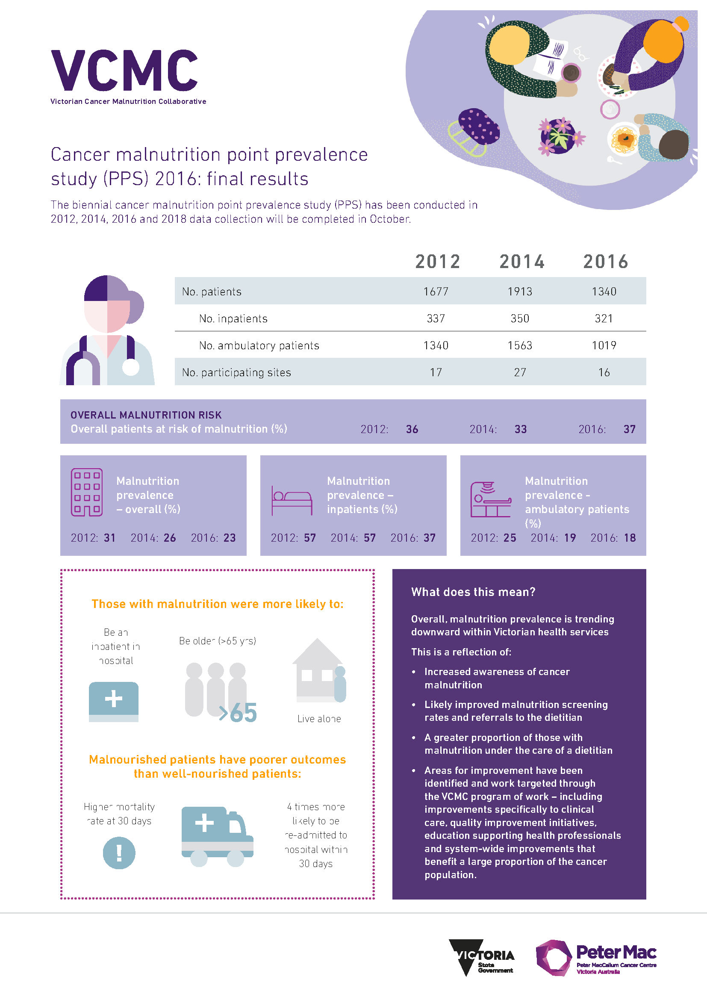 VCMC
Victorian Cancer Malnutrition Collaborative
Cancer malnutrition point prevalence
study (PPS) 2016: final results
The biennial cancer malnutrition point prevalence study (PPS) has been conducted in
2012, 2014, 2016 and 2018 data collection will be completed in October.
2012 2014 2016
No. patients 1677 1913 1340
No. inpatients 337 350 321
No. ambulatory patients 1340 1563 1019
No. participating sites 17 27 16
OVERALL MALNUTRITION RISK
Overall patients at risk of malnutrition (%) 2012: 36 2014: 33 2016: 37
Malnutrition
prevalence
– overall (%)
2012: 31 2014: 26 2016: 23
Malnutrition
prevalence –
inpatients (%)
2012: 57 2014: 57 2016: 37
Malnutrition
prevalence -
ambulatory patients
(%)
2012: 25 2014: 19 2016: 18
Those with malnutrition were more likely to:
Be an
inpatient in
hospital
Be older (>65 yrs)
>65
Live alone
Malnourished patients have poorer outcomes
than well-nourished patients:
Higher mortality
rate at 30 days
!
4 times more
likely to be
re-admitted to
hospital within
30 days
What does this mean?
Overall, malnutrition prevalence is trending
downward within Victorian health services
This is a reflection of:
• Increased awareness of cancer
malnutrition
• Likely improved malnutrition screening
rates and referrals to the dietitian
• A greater proportion of those with
malnutrition under the care of a dietitian
• Areas for improvement have been
identified and work targeted through
the VCMC program of work – including
improvements specifically to clinical
care, quality improvement initiatives,
education supporting health professionals
and system-wide improvements that
benefit a large proportion of the cancer
population.
VICTORIA
State
Government
Peter Mac
Peter MacCallum Cancer Centre
Victoria Australia